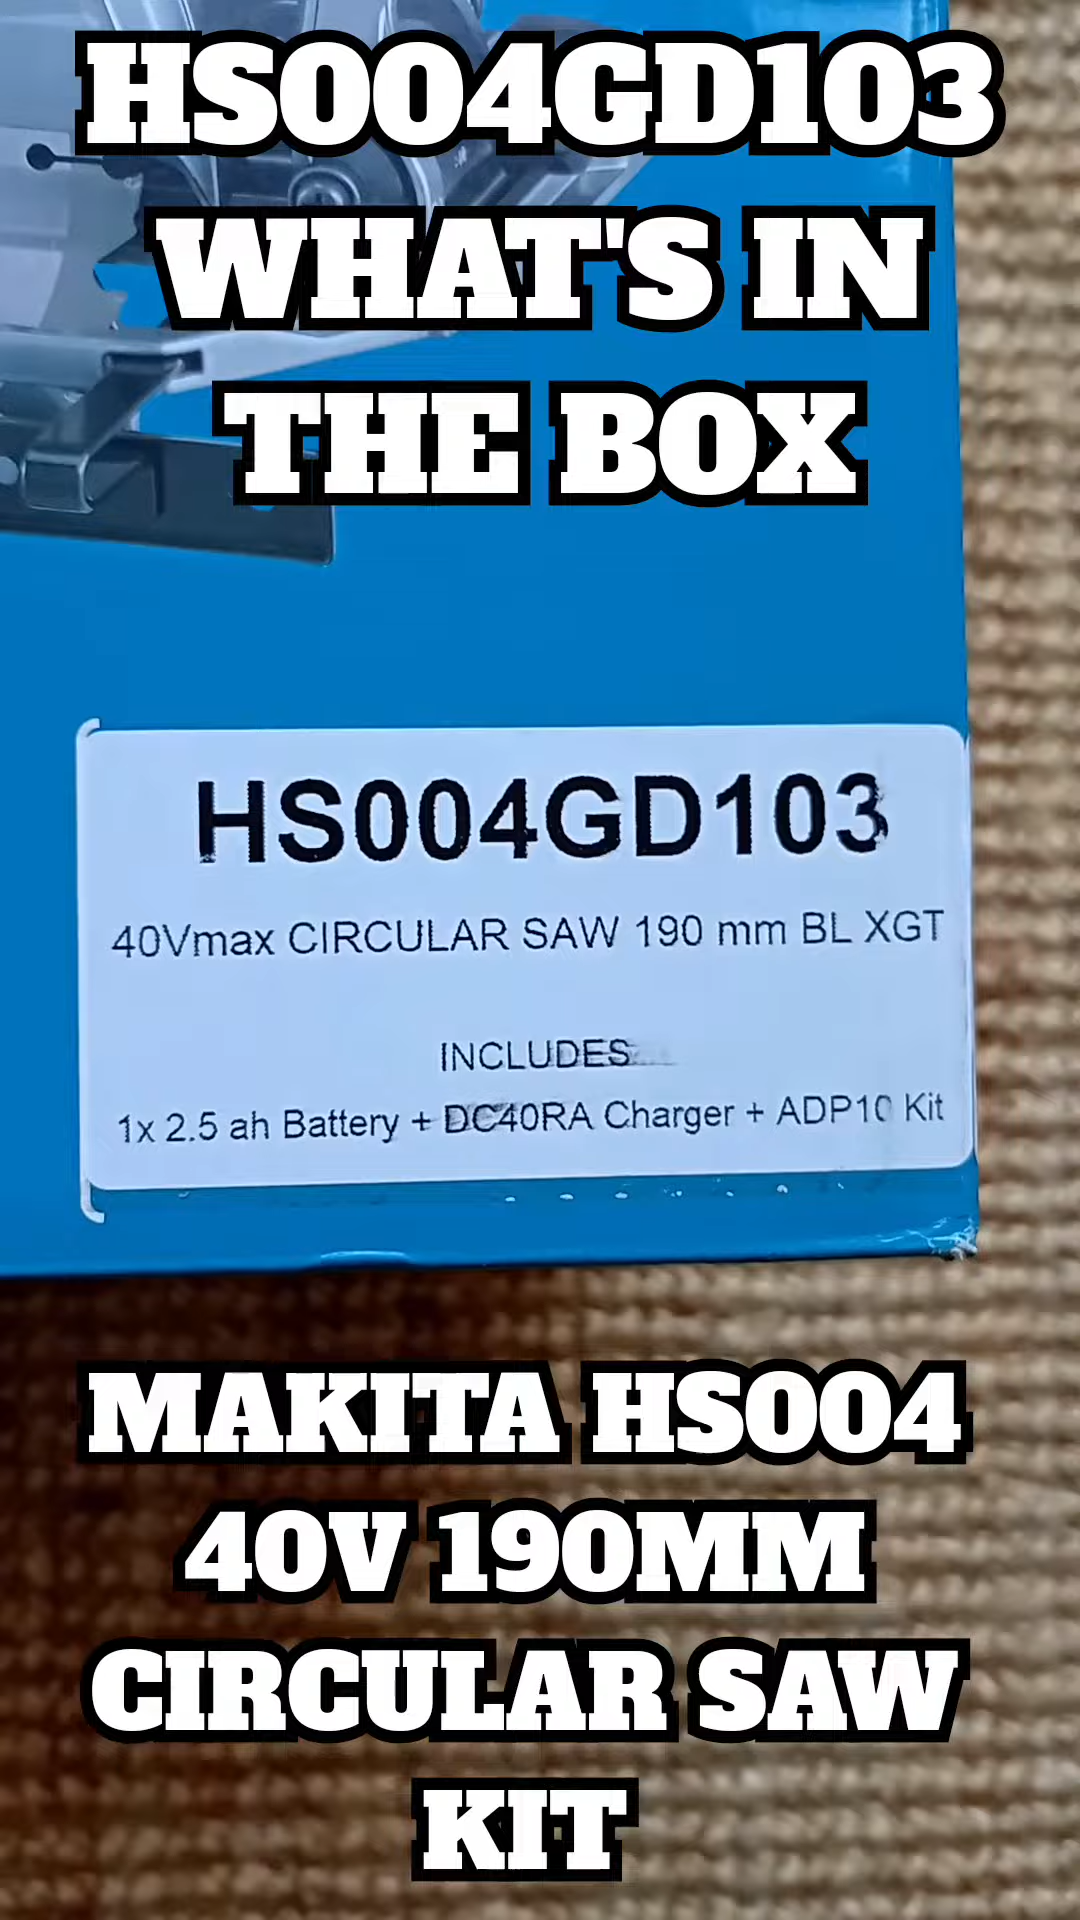 HS004GD103
WHAT'S IN
THE BOX
HS004GD103
40Vmax CIRCULAR SAW 190 mm BL XGT
INCLUDES
1x 2.5 ah Battery + DC40RA Charger + ADP10 Kit
MAKITA HS004
40V 190MM
CIRCULAR SAW
KIT